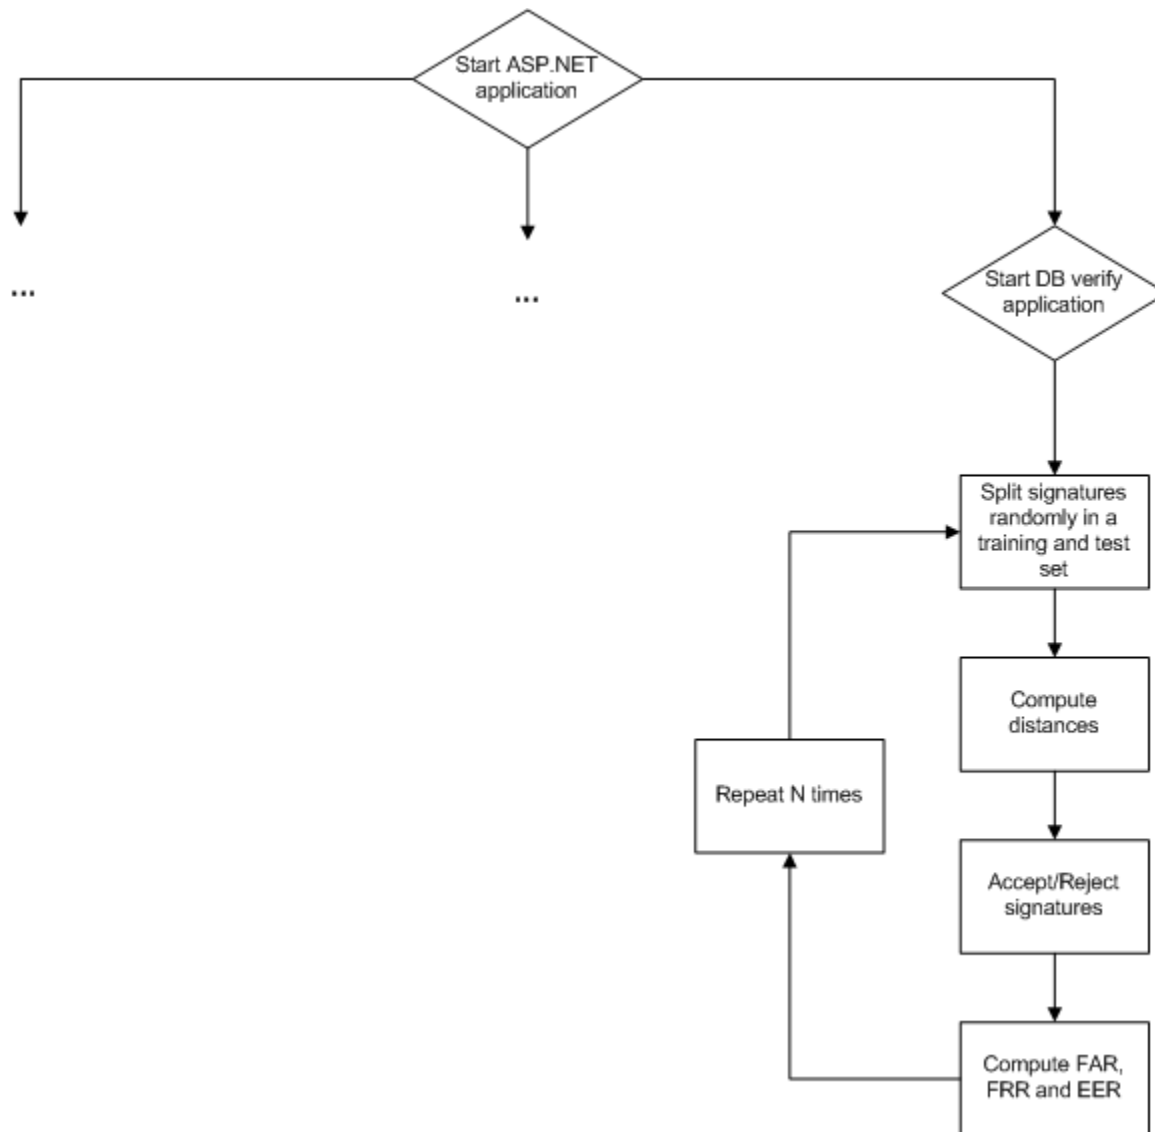 Start ASP.NET
application
...
...
Start DB verify
application
Split signatures
randomly in a
training and test
set
Compute
distances
Repeat N times
Accept/Reject
signatures
Compute FAR,
FRR and EER